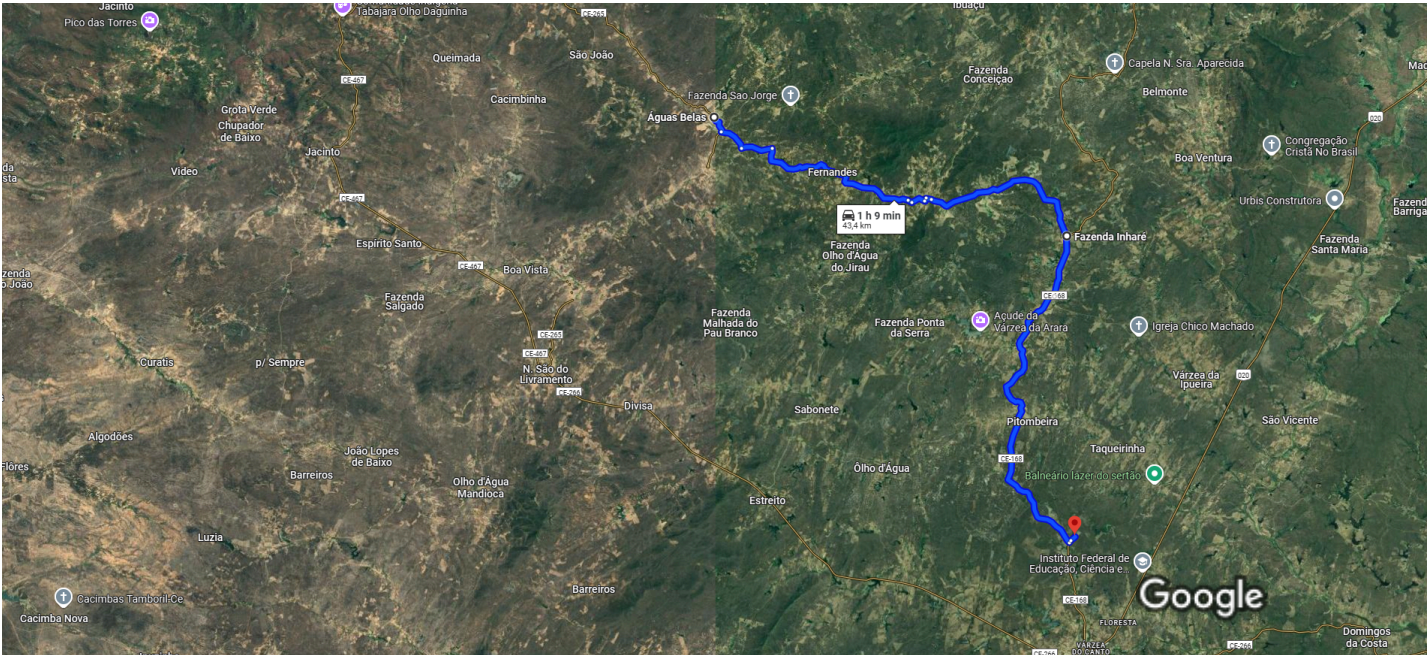 Jacinto
Pico das Torres
Tabajara Olho Daguinha
CE-265
Ibuaçu
São João
Queimada
CE-467
Capela N. Sra. Aparecida
Fazenda
Conceição
Belmonte
Cacimbinha
Fazenda Sao Jorge
Grota Verde
Águas Belas
020
Chupador
de Baixo
Congregação
Cristã No Brasil
Jacinto
Boa Ventura
Video
Fernandes
CE-467
Urbis Construtora
1 h 9 min
43,4 km
Espírito Santo
Fazenda Inharé
Fazenda
Olho d'Água
do Jirau
Fazenda
Santa Maria
CE-467
Boa Vista
Fazenda
Salgado
CE-168
Fazenda
Malhada do
Pau Branco
Fazenda Ponta
da Serra
Açude da
Várzea da Arara
Igreja Chico Machado
CE-265
CE-467
Curatis
p/ Sempre
N. São do
Livramento
Várzea da
Ipueira
020
CE-266
Divisa
Sabonete
Pitombeira
São Vicente
Algodões
João Lopes
de Baixo
Taqueirinha
CE-168
Flores
Barreiros
Ôlho d'Água
Balneário lazer do sertão
Olho d'Água
Mandioca
Estreito
Luzia
Instituto Federal de
Educação, Ciência e...
Barreiros
Cacimbas Tamboril-Ce
Google
CE-168
Cacimba Nova
FLORESTA
Domingos
da Costa
VÁRZEA
DO CANTO
CE-266
CE-266